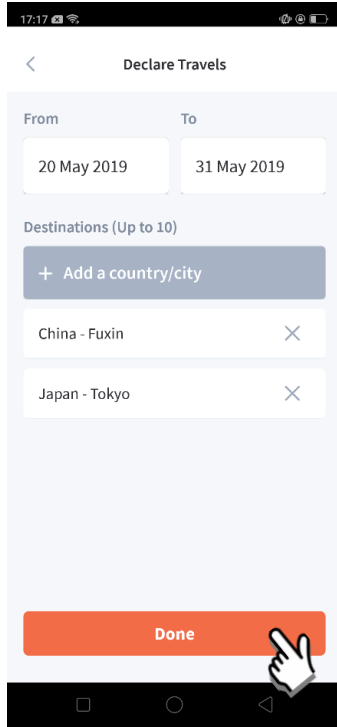 17:17
Declare Travels
From To
20 May 2019 31 May 2019
Destinations (Up to 10)
+ Add a country/city
China - Fuxin
Japan - Tokyo
Done